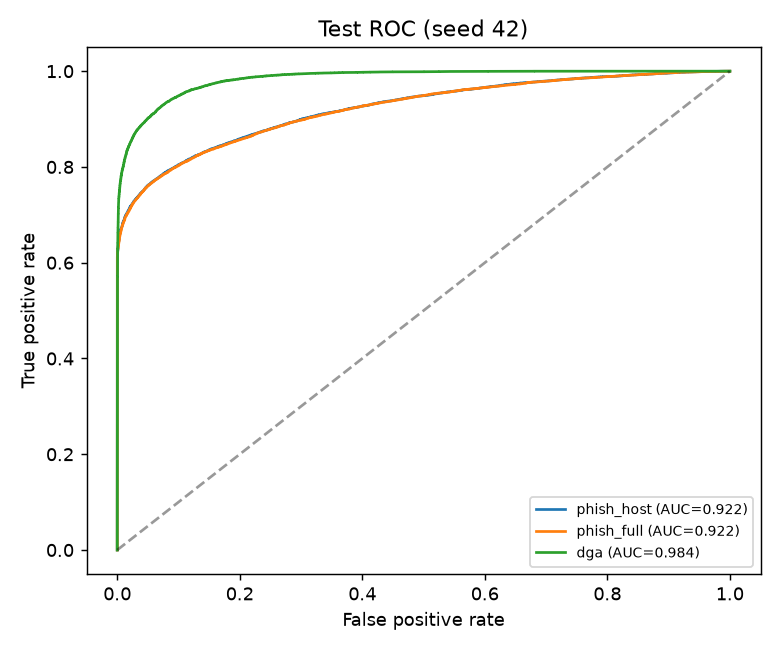 Test ROC (seed 42)
True positive rate
1.0
0.8
0.6
0.4
0.2
0.0
0.0 0.2 0.4 0.6 0.8 1.0
False positive rate
phish_host (AUC=0.922)
phish_full (AUC=0.922)
dga (AUC=0.984)